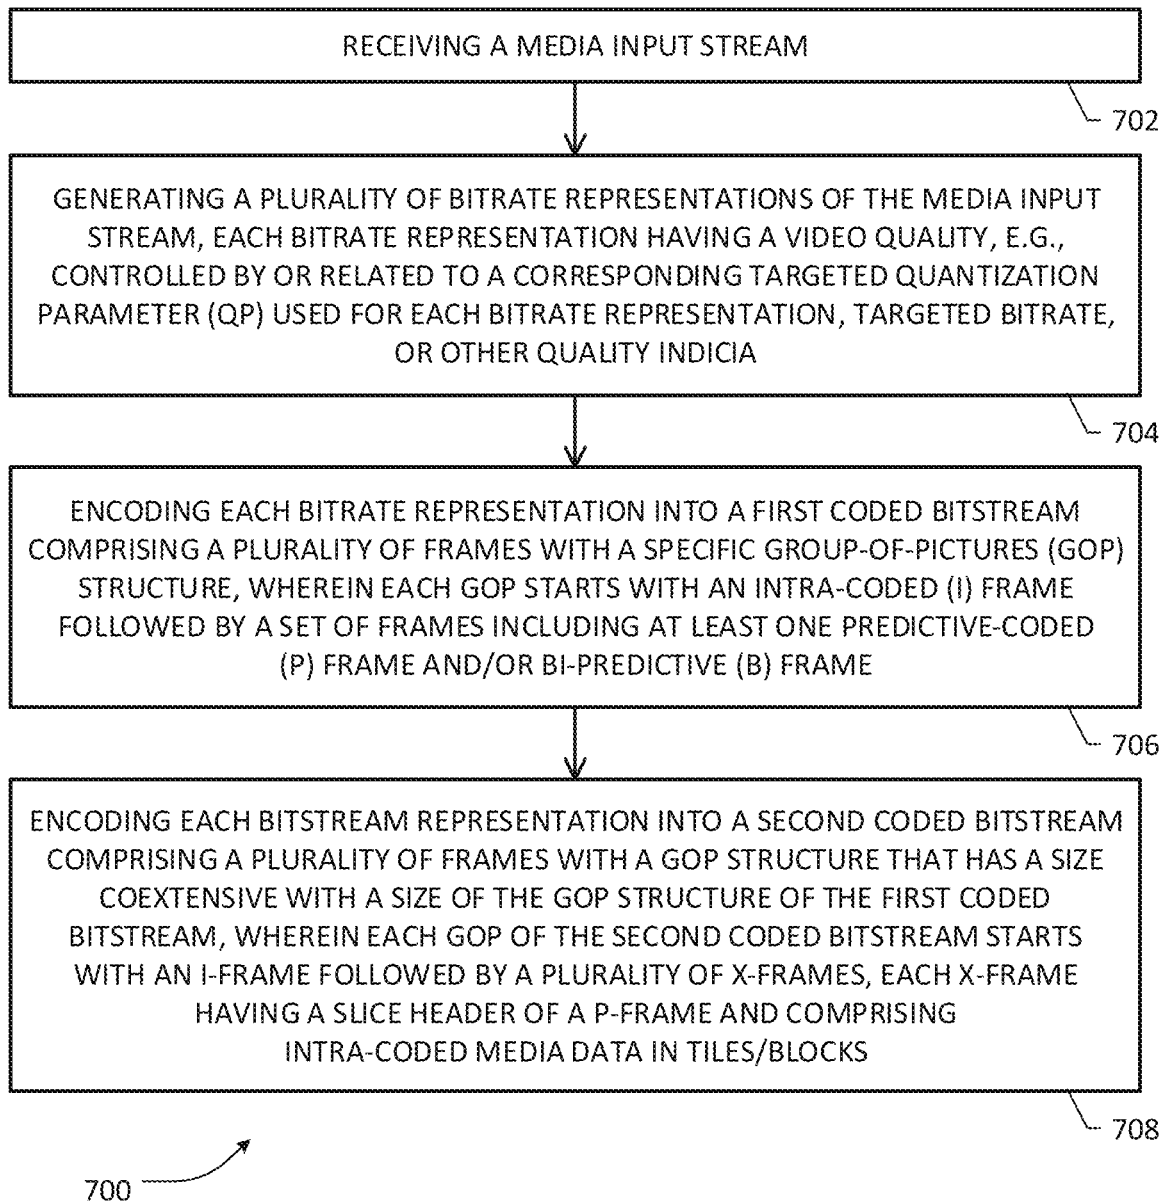 RECEIVING A MEDIA INPUT STREAM
702
GENERATING A PLURALITY OF BITRATE REPRESENTATIONS OF THE MEDIA INPUT
STREAM, EACH BITRATE REPRESENTATION HAVING A VIDEO QUALITY, E.G.,
CONTROLLED BY OR RELATED TO A CORRESPONDING TARGETED QUANTIZATION
PARAMETER (QP) USED FOR EACH BITRATE REPRESENTATION, TARGETED BITRATE,
OR OTHER QUALITY INDICIA
704
ENCODING EACH BITRATE REPRESENTATION INTO A FIRST CODED BITSTREAM
COMPRISING A PLURALITY OF FRAMES WITH A SPECIFIC GROUP-OF-PICTURES (GOP)
STRUCTURE, WHEREIN EACH GOP STARTS WITH AN INTRA-CODED (I) FRAME
FOLLOWED BY A SET OF FRAMES INCLUDING AT LEAST ONE PREDICTIVE-CODED
(P) FRAME AND/OR BI-PREDICTIVE (B) FRAME
706
ENCODING EACH BITSTREAM REPRESENTATION INTO A SECOND CODED BITSTREAM
COMPRISING A PLURALITY OF FRAMES WITH A GOP STRUCTURE THAT HAS A SIZE
COEXTENSIVE WITH A SIZE OF THE GOP STRUCTURE OF THE FIRST CODED
BITSTREAM, WHEREIN EACH GOP OF THE SECOND CODED BITSTREAM STARTS
WITH AN I-FRAME FOLLOWED BY A PLURALITY OF X-FRAMES, EACH X-FRAME
HAVING A SLICE HEADER OF A P-FRAME AND COMPRISING
INTRA-CODED MEDIA DATA IN TILES/BLOCKS
708
700